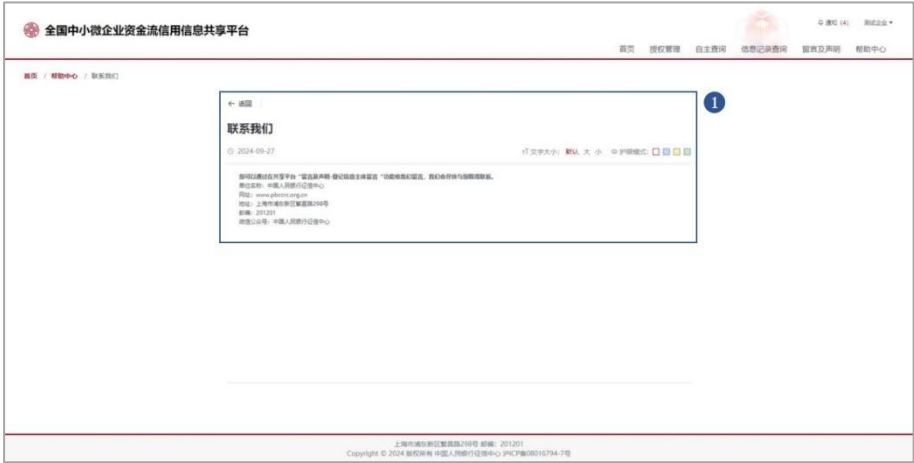 全国中小微企业资金流信用信息共享平台
通知 (4) 测试企业
首页 授权管理 自主查询 信息记录查询 留言及声明 帮助中心
首页 / 帮助中心 / 联系我们
← 返回
1
联系我们
2024-09-27 T 文字大小: 默认 大 小 护眼模式:
您可以通过在共享平台“留言及声明-登记信息主体留言”功能给我们留言，我们会尽快与您取得联系。
单位名称：中国人民银行征信中心
网址：www.pbccrc.org.cn
地址：上海市浦东新区繁昌路298号
邮编：201201
微信公众号：中国人民银行征信中心
上海市浦东新区繁昌路298号 邮编：201201
Copyright © 2024 版权所有 中国人民银行征信中心 沪ICP备08016794-7号